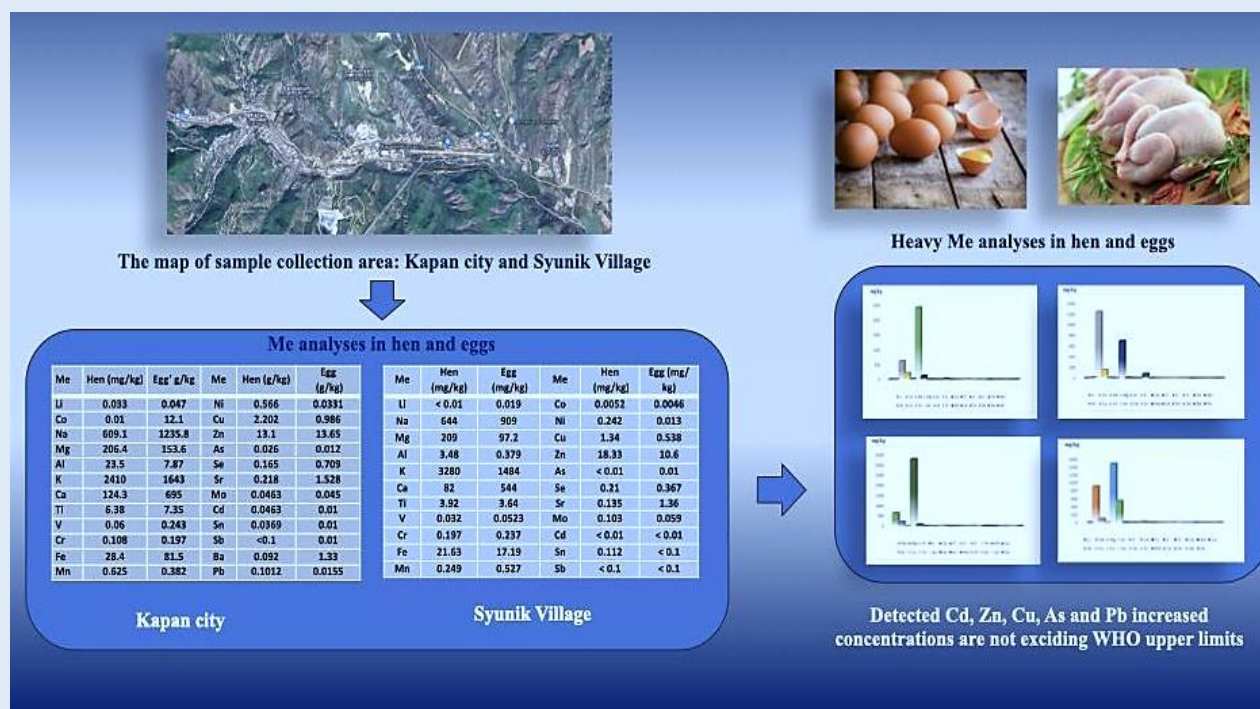 The map of sample collection area: Kapan city and Syunik Village
Me analyses in hen and eggs
Me Hen (mg/kg) Egg' g/kg Me Hen (g/kg) Egg (g/kg)
Li 0.033 0.047 Ni 0.566 0.0331
Co 0.01 12.1 Cu 2.202 0.986
Na 609.1 1235.8 Zn 13.1 13.65
Mg 206.4 153.6 As 0.026 0.012
Al 23.5 7.87 Se 0.165 0.709
K 2410 1643 Sr 0.218 1.528
Ca 124.3 695 Mo 0.0463 0.045
Ti 6.38 7.35 Cd 0.0463 0.01
V 0.06 0.243 Sn 0.0369 0.01
Cr 0.108 0.197 Sb <0.1 0.01
Fe 28.4 81.5 Ba 0.092 1.33
Mn 0.625 0.382 Pb 0.1012 0.0155
Kapan city
Me Hen (mg/kg) Egg (mg/kg) Me Hen (mg/kg) Egg (mg/ kg)
Li < 0.01 0.019 Co 0.0052 0.0046
Na 644 909 Ni 0.242 0.013
Mg 209 97.2 Cu 1.34 0.538
Al 3.48 0.379 Zn 18.33 10.6
K 3280 1484 As < 0.01 0.01
Ca 82 544 Se 0.21 0.367
Ti 3.92 3.64 Sr 0.135 1.36
V 0.032 0.0523 Mo 0.103 0.059
Cr 0.197 0.237 Cd < 0.01 < 0.01
Fe 21.63 17.19 Sn 0.112 < 0.1
Mn 0.249 0.527 Sb < 0.1 < 0.1
Syunik Village
Heavy Me analyses in hen and eggs
Detected Cd, Zn, Cu, As and Pb increased
concentrations are not exciding WHO upper limits